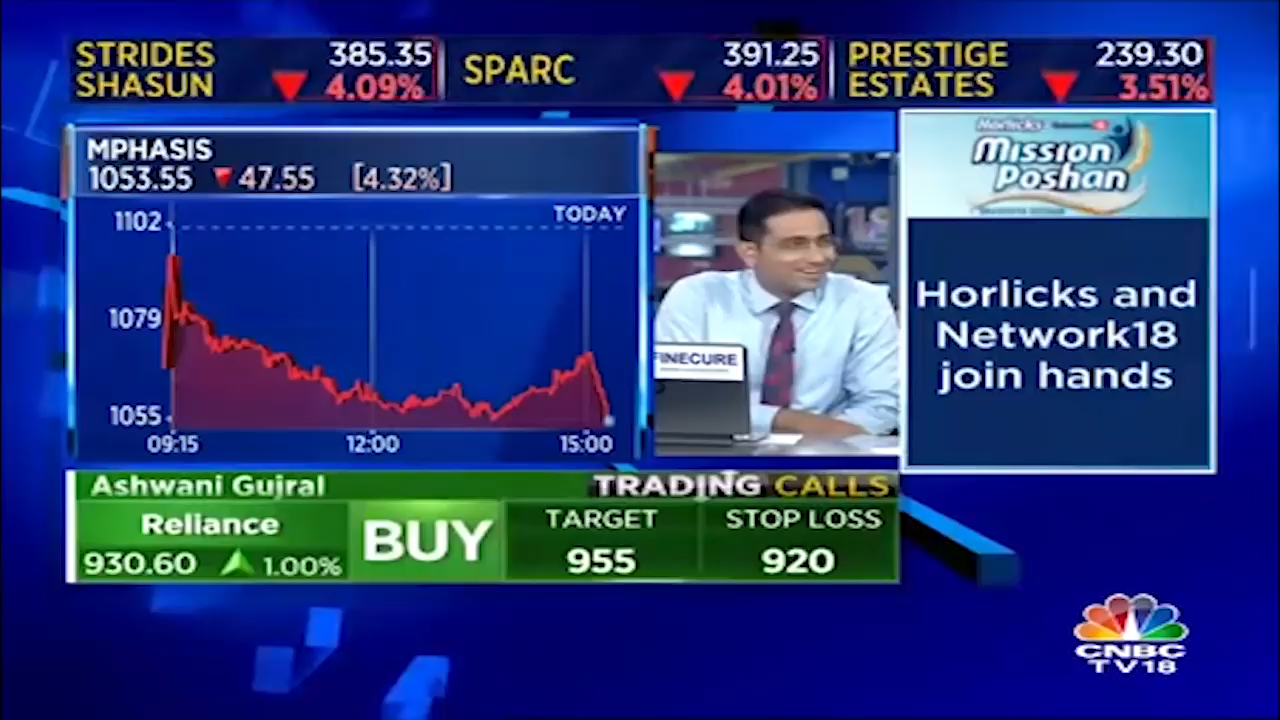 STRIDES
SHASUN
385.35
4.09%
SPARC
391.25
4.01%
PRESTIGE
ESTATES
239.30
3.51%
MPHASIS
1053.55 47.55 [4.32%]
TODAY
1102
1079
1055
09:15 12:00 15:00
FINECURE
18
Horlicks
Mission
Poshan
Horlicks and
Network18
join hands
Ashwani Gujral
TRADING CALLS
Reliance
930.60 1.00%
BUY
TARGET
955
STOP LOSS
920
CNBC
TV18